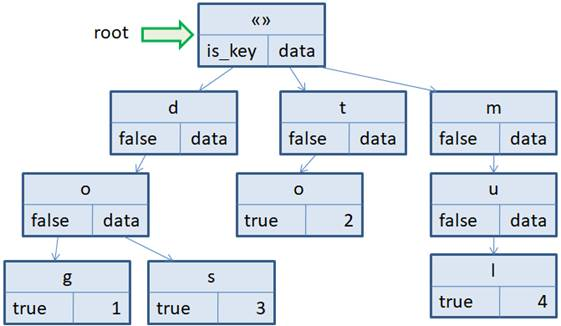 «»
root
is_key data
d t m
false data false data false data
o o u
false data true 2 false data
g s l
true 1 true 3 true 4